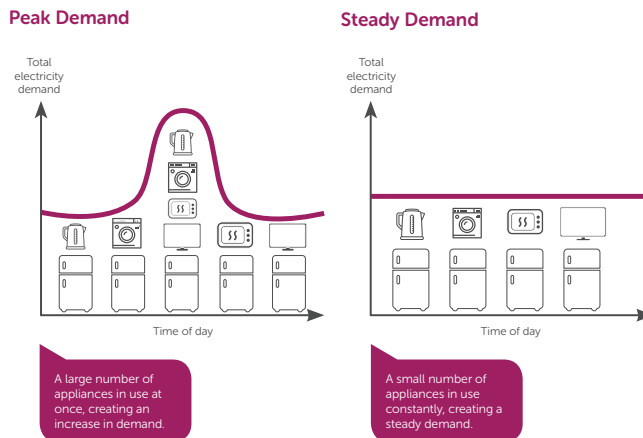 Peak Demand
Total
electricity
demand
Time of day
A large number of
appliances in use at
once, creating an
increase in demand.
Steady Demand
Total
electricity
demand
Time of day
A small number of
appliances in use
constantly, creating a
steady demand.